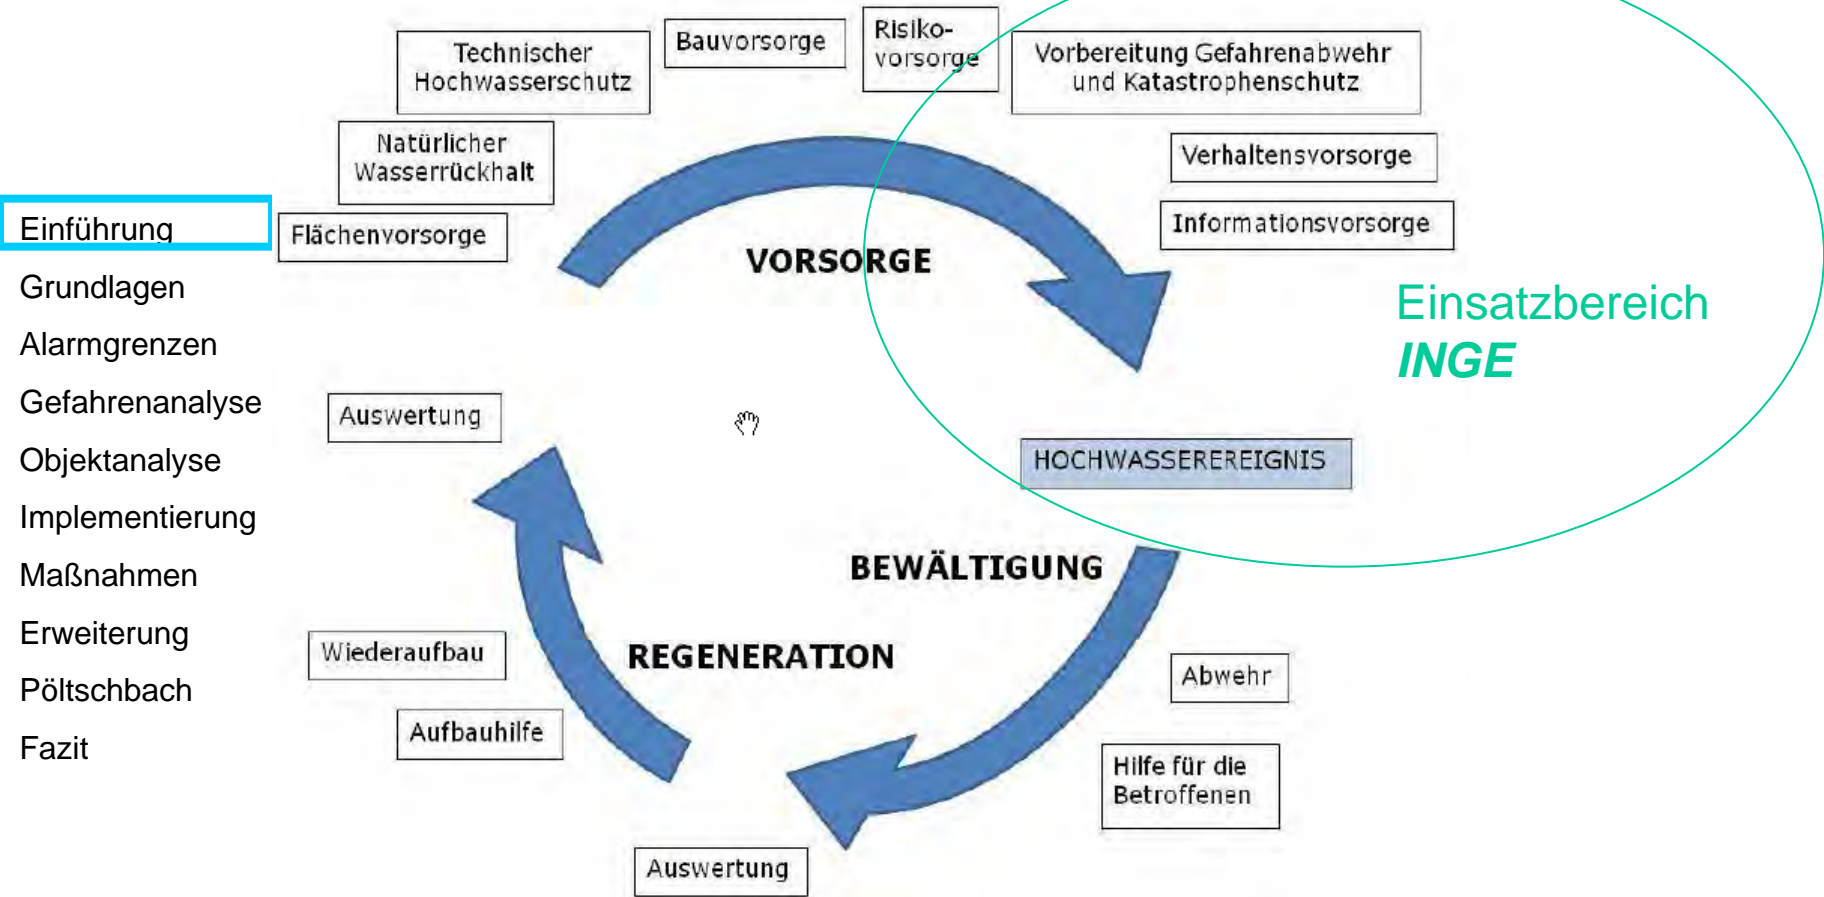 Einführung
Grundlagen
Alarmgrenzen
Gefahrenanalyse
Objektanalyse
Implementierung
Maßnahmen
Erweiterung
Pöltschbach
Fazit
Flächenvorsorge
Natürlicher
Wasserrückhalt
Technischer
Hochwasserschutz
Bauvorsorge
Risiko-
vorsorge
Vorbereitung Gefahrenabwehr
und Katastrophenschutz
Verhaltensvorsorge
Informationsvorsorge
VORSORGE
Einsatzbereich
INGE
HOCHWASSEREREIGNIS
BEWÄLTIGUNG
Abwehr
Hilfe für die
Betroffenen
Auswertung
REGENERATION
Aufbauhilfe
Wiederaufbau
Auswertung